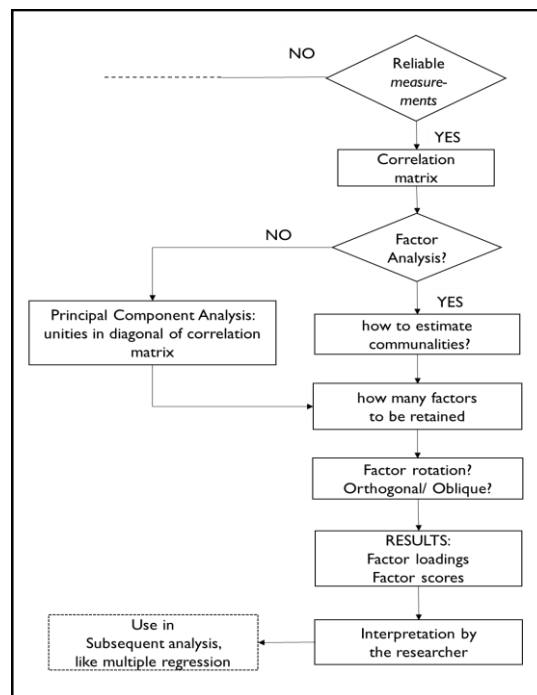 NO
Reliable
measure-
ments
YES
Correlation
matrix
NO
Factor
Analysis?
YES
Principal Component Analysis:
unities in diagonal of correlation
matrix
how to estimate
communalities?
how many factors
to be retained
Factor rotation?
Orthogonal/ Oblique?
RESULTS:
Factor loadings
Factor scores
Use in
Subsequent analysis,
like multiple regression
Interpretation by
the researcher